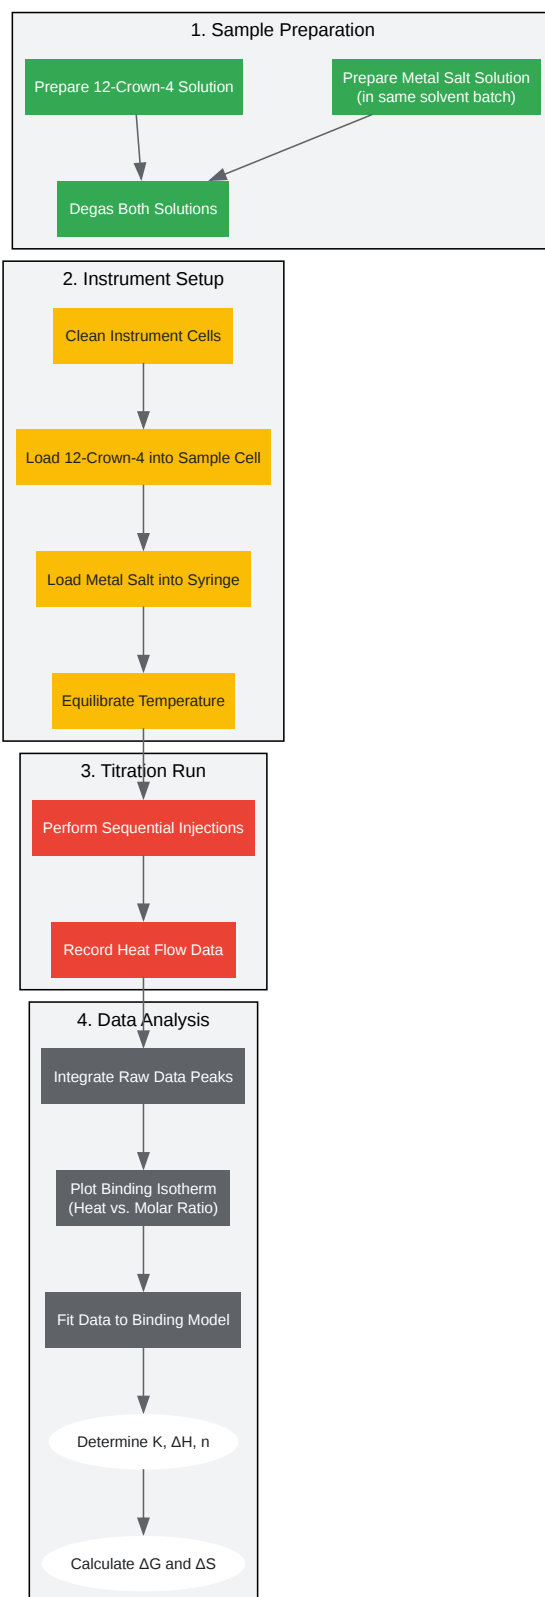 1. Sample Preparation
Prepare 12-Crown-4 Solution
Prepare Metal Salt Solution
(in same solvent batch)
Degas Both Solutions
2. Instrument Setup
Clean Instrument Cells
Load 12-Crown-4 into Sample Cell
Load Metal Salt into Syringe
Equilibrate Temperature
3. Titration Run
Perform Sequential Injections
Record Heat Flow Data
4. Data Analysis
Integrate Raw Data Peaks
Plot Binding Isotherm
(Heat vs. Molar Ratio)
Fit Data to Binding Model
Determine K, ΔH, n
Calculate ΔG and ΔS